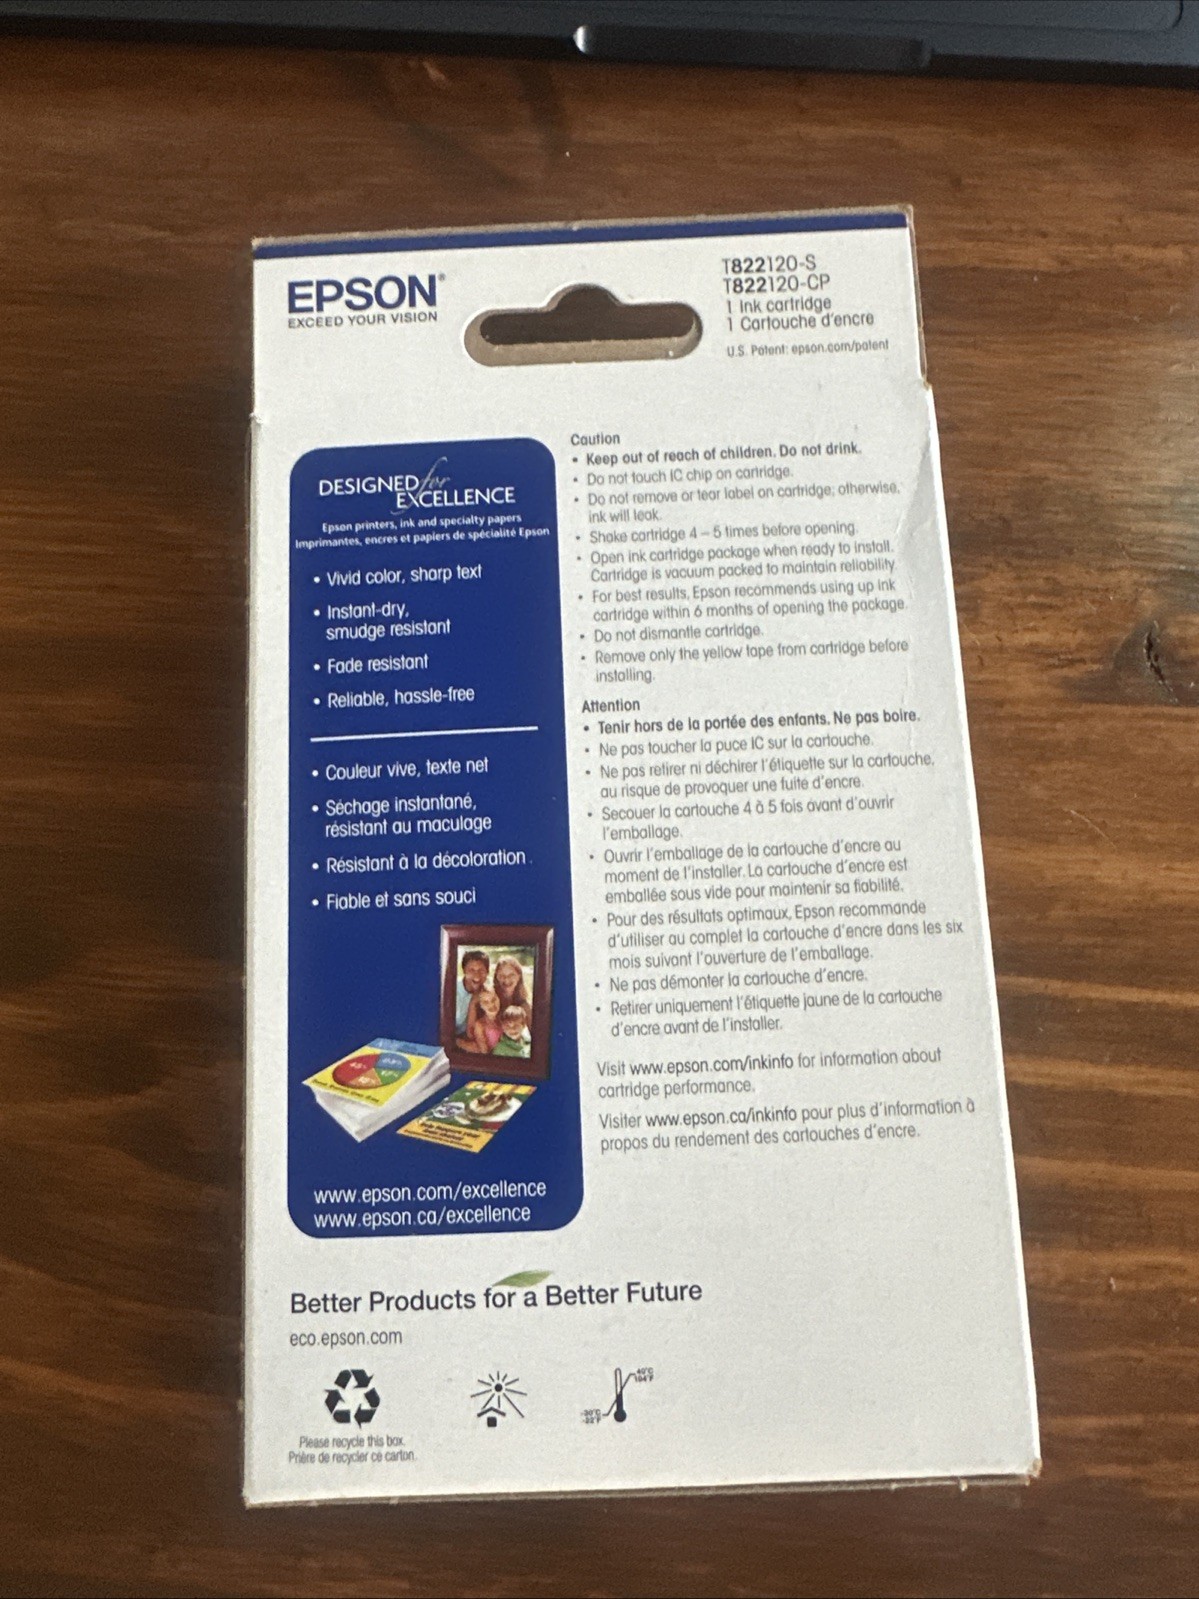 EPSON®
EXCEED YOUR VISION
T822120-S
T822120-CP
1 Ink cartridge
1 Cartouche d'encre
U.S. Patent: epson.com/patent
DESIGNED for
EXCELLENCE
Epson printers, ink and specialty papers
Imprimantes, encres et papiers de spécialité Epson
• Vivid color, sharp text
• Instant-dry,
smudge resistant
• Fade resistant
• Reliable, hassle-free
• Couleur vive, texte net
• Séchage instantané,
résistant au maculage
• Résistant à la décoloration
• Fiable et sans souci
www.epson.com/excellence
www.epson.ca/excellence
Caution
• Keep out of reach of children. Do not drink.
• Do not touch IC chip on cartridge.
• Do not remove or tear label on cartridge; otherwise,
ink will leak.
• Shake cartridge 4 – 5 times before opening.
• Open ink cartridge package when ready to install.
Cartridge is vacuum packed to maintain reliability.
• For best results, Epson recommends using up ink
cartridge within 6 months of opening the package.
• Do not dismantle cartridge.
• Remove only the yellow tape from cartridge before
installing.
Attention
• Tenir hors de la portée des enfants. Ne pas boire.
• Ne pas toucher la puce IC sur la cartouche.
• Ne pas retirer ni déchirer l'étiquette sur la cartouche,
au risque de provoquer une fuite d'encre.
• Secouer la cartouche 4 à 5 fois avant d'ouvrir
l'emballage.
• Ouvrir l'emballage de la cartouche d'encre au
moment de l'installer. La cartouche d'encre est
emballée sous vide pour maintenir sa fiabilité.
• Pour des résultats optimaux, Epson recommande
d'utiliser au complet la cartouche d'encre dans les six
mois suivant l'ouverture de l'emballage.
• Ne pas démonter la cartouche d'encre.
• Retirer uniquement l'étiquette jaune de la cartouche
d'encre avant de l'installer.
Visit www.epson.com/inkinfo for information about
cartridge performance.
Visiter www.epson.ca/inkinfo pour plus d'information à
propos du rendement des cartouches d'encre.
Better Products for a Better Future
eco.epson.com
Please recycle this box.
Prière de recycler ce carton.
40°C
104°F
-30°C
-22°F